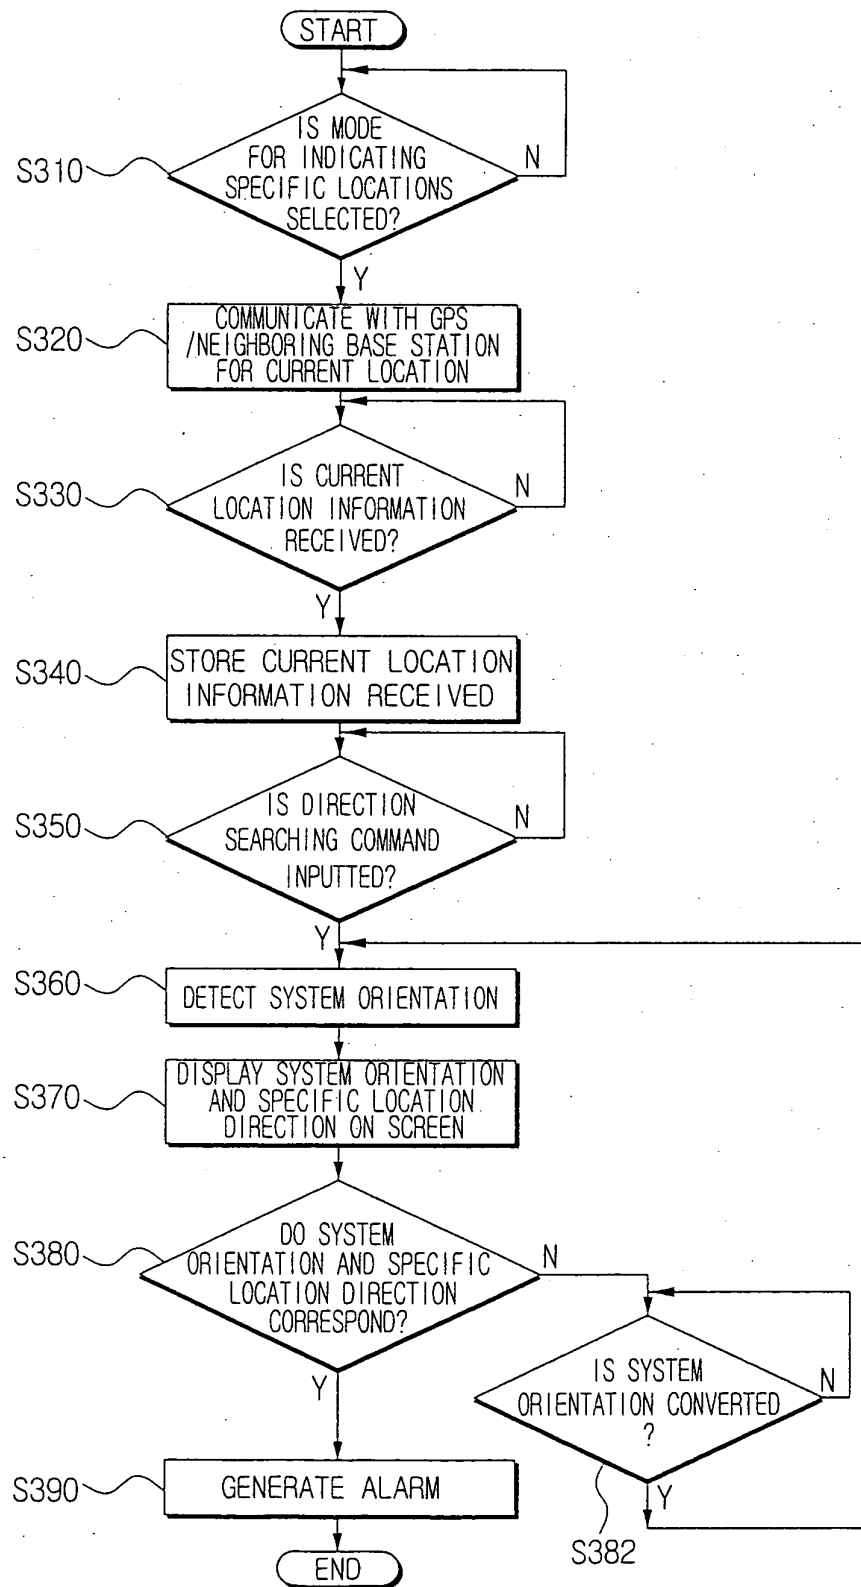 START
IS MODE
FOR INDICATING
SPECIFIC LOCATIONS
SELECTED?
S310
N
Y
COMMUNICATE WITH GPS
/NEIGHBORING BASE STATION
FOR CURRENT LOCATION
S320
IS CURRENT
LOCATION INFORMATION
RECEIVED?
S330
N
Y
STORE CURRENT LOCATION
INFORMATION RECEIVED
S340
IS DIRECTION
SEARCHING COMMAND
INPUTTED?
S350
N
Y
S360
DETECT SYSTEM ORIENTATION
DISPLAY SYSTEM ORIENTATION
AND SPECIFIC LOCATION
DIRECTION ON SCREEN
S370
DO SYSTEM
ORIENTATION AND SPECIFIC
LOCATION DIRECTION
CORRESPOND?
S380
N
Y
IS SYSTEM
ORIENTATION CONVERTED
?
N
Y
S382
S390
GENERATE ALARM
END